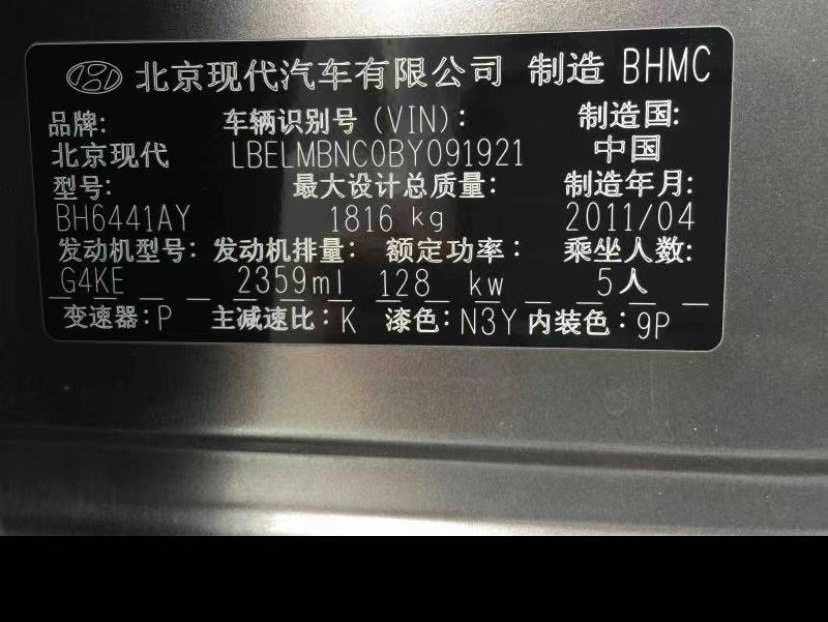 北京现代汽车有限公司 制造 BHMC
品牌: 车辆识别号(VIN): 制造国:
北京现代 LBELMBNC0BY091921 中国
型号: 最大设计总质量: 制造年月:
BH6441AY 1816 kg 2011/04
发动机型号: 发动机排量: 额定功率: 乘坐人数:
G4KE 2359ml 128 kw 5人
变速器:P 主减速比:K 漆色:N3Y 内装色:9P